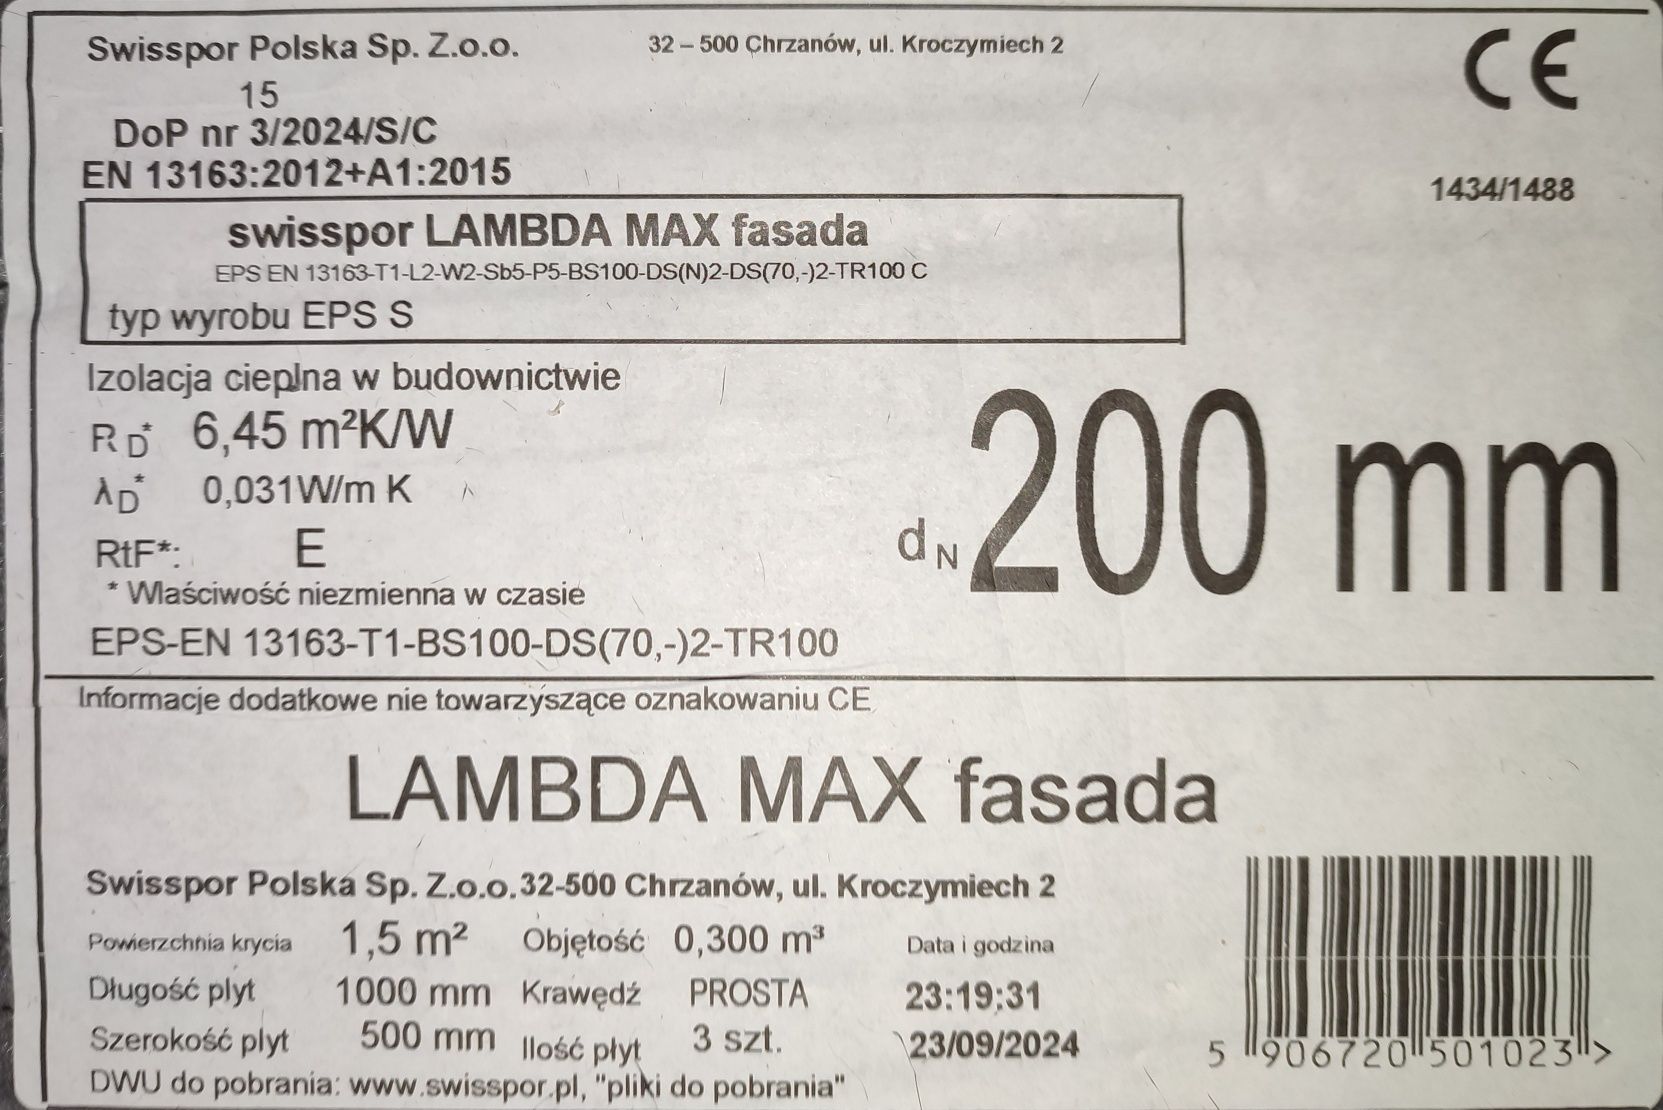 Swisspor Polska Sp. Z.o.o. 32 – 500 Chrzanów, ul. Kroczymiech 2
CE
15
DoP nr 3/2024/S/C
EN 13163:2012+A1:2015
1434/1488
swisspor LAMBDA MAX fasada
EPS EN 13163-T1-L2-W2-Sb5-P5-BS100-DS(N)2-DS(70,-)2-TR100 C
typ wyrobu EPS S
Izolacja cieplna w budownictwie
R D* 6,45 m²K/W
λ D* 0,031W/m K
d N 200 mm
RtF*: E
* Właściwość niezmienna w czasie
EPS-EN 13163-T1-BS100-DS(70,-)2-TR100
Informacje dodatkowe nie towarzyszące oznakowaniu CE
LAMBDA MAX fasada
Swisspor Polska Sp. Z.o.o. 32-500 Chrzanów, ul. Kroczymiech 2
Powierzchnia krycia 1,5 m² Objętość 0,300 m³ Data i godzina
Długość płyt 1000 mm Krawędź PROSTA 23:19:31
Szerokość płyt 500 mm Ilość płyt 3 szt. 23/09/2024
5 906720 501023 >
DWU do pobrania: www.swisspor.pl, "pliki do pobrania"